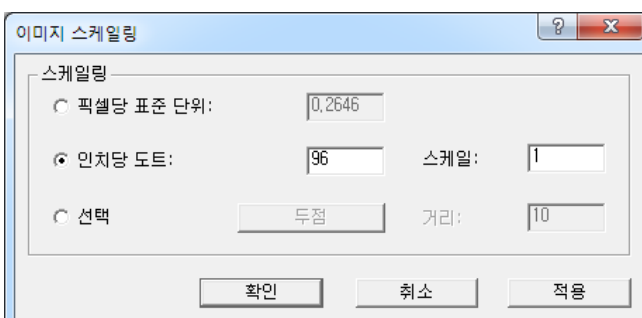 이미지 스케일링
스케일링
픽셀당 표준 단위: 0,2646
인치당 도트: 96 스케일: 1
선택 두점 거리: 10
확인 취소 적용